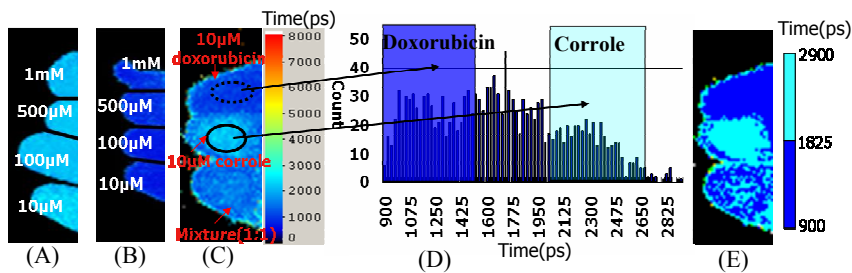 1mM
500µM
100µM
10µM
(A)
1mM
500µM
100µM
10µM
(B)
Time(ps)
10µM
doxorubicin
10µM corrole
Mixture(1:1)
8000
7000
6000
5000
4000
3000
2000
1000
0
(C)
Count
50
40
30
20
10
0
Doxorubicin
Corrole
900
1075
1250
1425
1600
1775
1950
2125
2300
2475
2650
2825
Time(ps)
(D)
Time(ps)
2900
1825
900
(E)